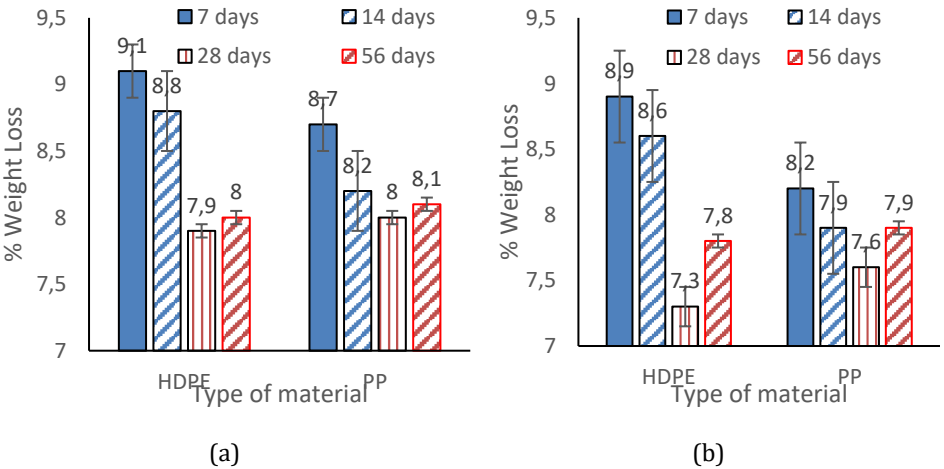 9,5
9
8,5
8
7,5
7
% Weight Loss
7 days
14 days
28 days
56 days
9,1
8,8
7,9
8
8,7
8,2
8
8,1
HDPE
PP
Type of material
(a)
9,5
9
8,5
8
7,5
7
% Weight Loss
7 days
14 days
28 days
56 days
8,9
8,6
7,3
7,8
8,2
7,9
7,6
7,9
HDPE
PP
Type of material
(b)